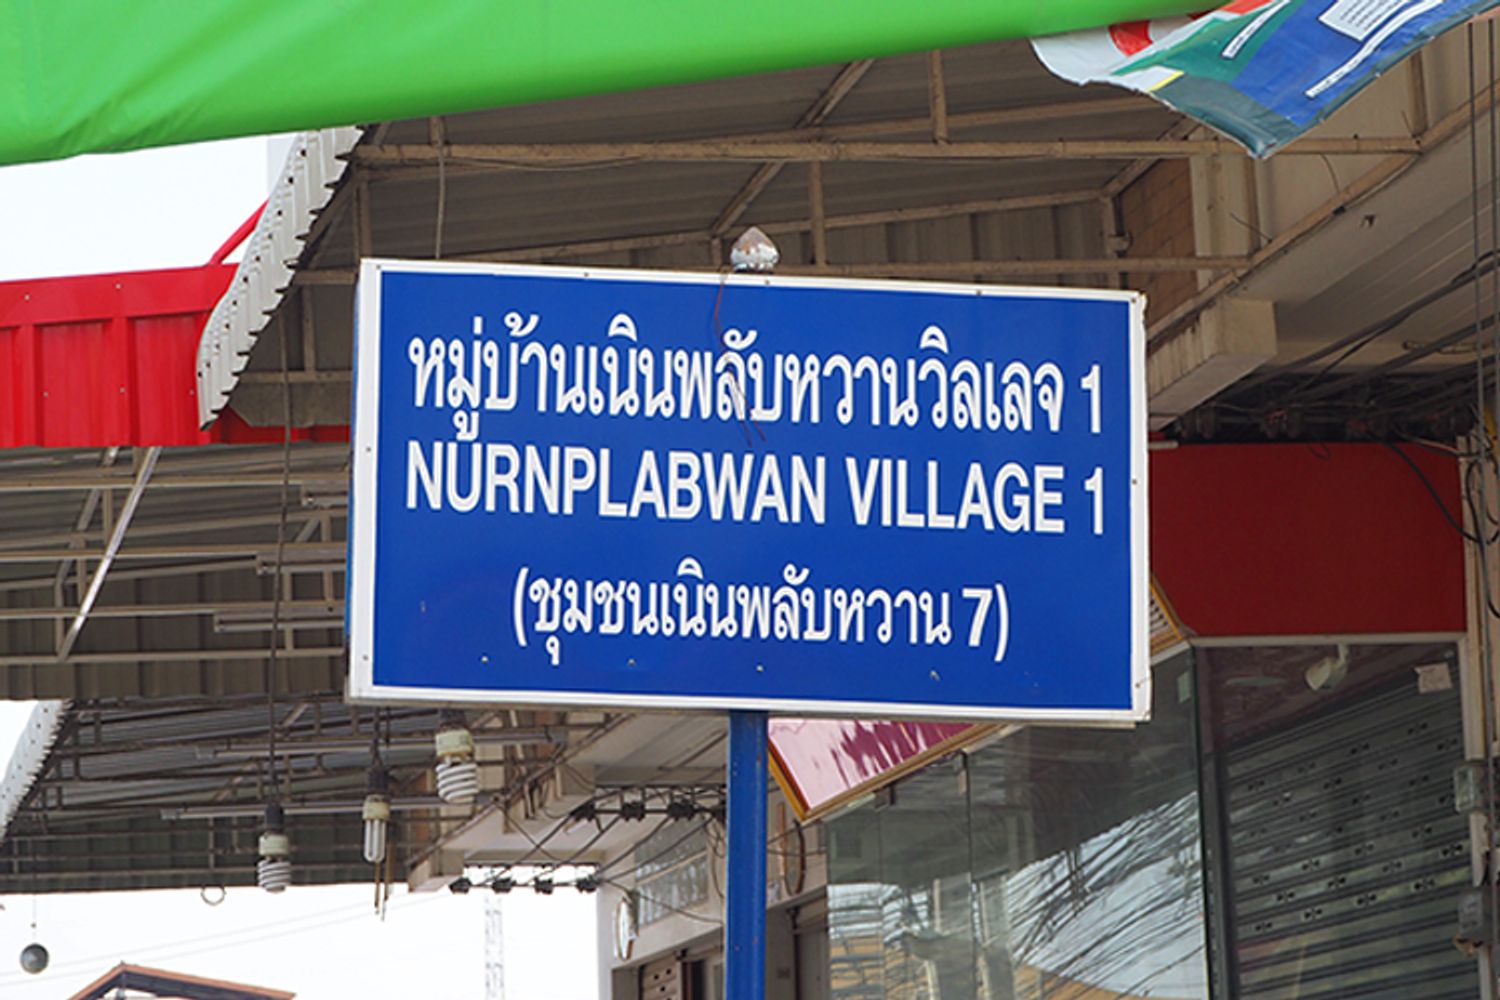 หมู่บ้านเนินพลับหวานวิลเลจ 1
NURNPLABWAN VILLAGE 1
(ชุมชนเนินพลับหวาน 7)